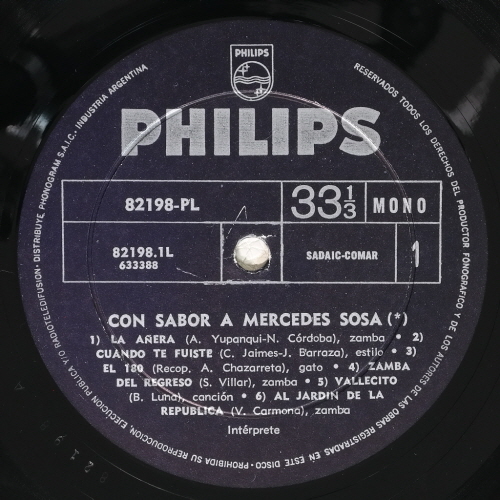 PHILIPS
PHILIPS
82198-PL
33 1/3
MONO
82198.1L
633388
SADAIC-COMAR
1
CON SABOR A MERCEDES SOSA (*)
1) LA AÑERA (A. Yupanqui-N. Córdoba), zamba • 2)
CUANDO TE FUISTE (C. Jaimes-J. Barraza), estilo • 3)
EL 180 (Recop. A. Chazarreta), gato • 4) ZAMBA
DEL REGRESO (S. Villar), zamba • 5) VALLECITO
(B. Luna), canción • 6) AL JARDIN DE LA
REPUBLICA (V. Carmona), zamba
Intérprete
RESERVADOS TODOS LOS DERECHOS DEL PRODUCTOR FONOGRAFICO Y DE LOS AUTORES DE LAS OBRAS REGISTRADAS EN ESTE DISCO • PROHIBIDA SU REPRODUCCION, EJECUCION PUBLICA Y/O RADIOTELEDIFUSION • DISTRIBUYE PHONOGRAM S.A.I.C. • INDUSTRIA ARGENTINA